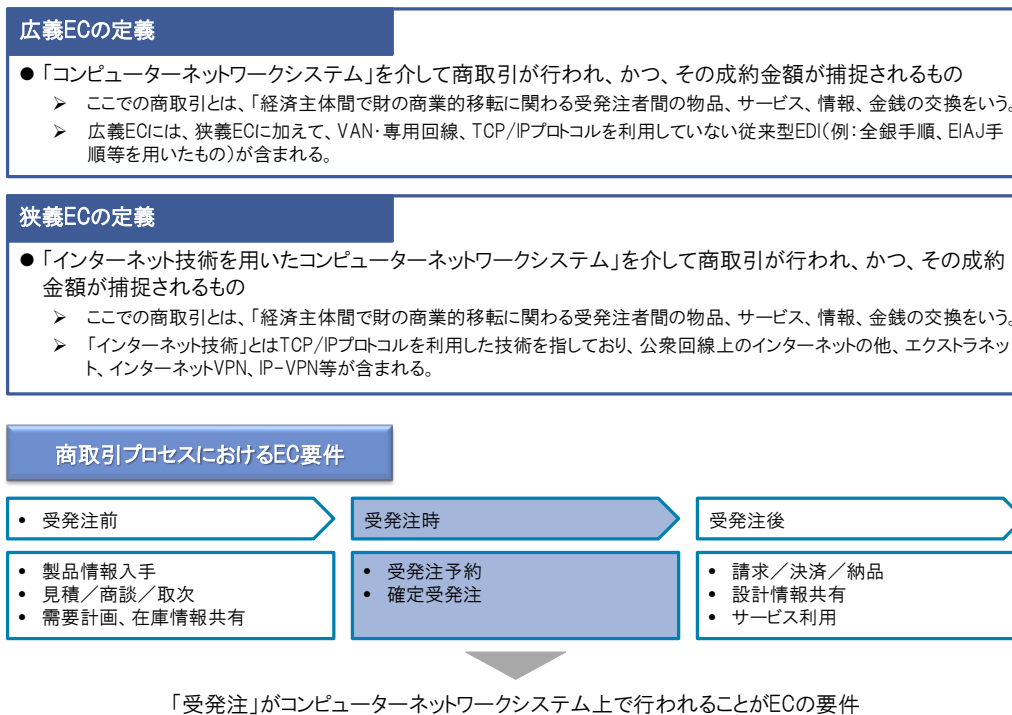 広義ECの定義
● 「コンピューターネットワークシステム」を介して商取引が行われ、かつ、その成約金額が捕捉されるもの
➢ ここでの商取引とは、「経済主体間で財の商業的移転に関わる受発注者間の物品、サービス、情報、金銭の交換をいう。
➢ 広義ECには、狭義ECに加えて、VAN・専用回線、TCP/IPプロトコルを利用していない従来型EDI(例:全銀手順、EIAJ手
順等を用いたもの)が含まれる。
狭義ECの定義
● 「インターネット技術を用いたコンピューターネットワークシステム」を介して商取引が行われ、かつ、その成約
金額が捕捉されるもの
➢ ここでの商取引とは、「経済主体間で財の商業的移転に関わる受発注者間の物品、サービス、情報、金銭の交換をいう。
➢ 「インターネット技術」とはTCP/IPプロトコルを利用した技術を指しており、公衆回線上のインターネットの他、エクストラネッ
ト、インターネットVPN、IP-VPN等が含まれる。
商取引プロセスにおけるEC要件
• 受発注前
受発注時
受発注後
• 製品情報入手
• 見積/商談/取次
• 需要計画、在庫情報共有
• 受発注予約
• 確定受発注
• 請求/決済/納品
• 設計情報共有
• サービス利用
「受発注」がコンピューターネットワークシステム上で行われることがECの要件